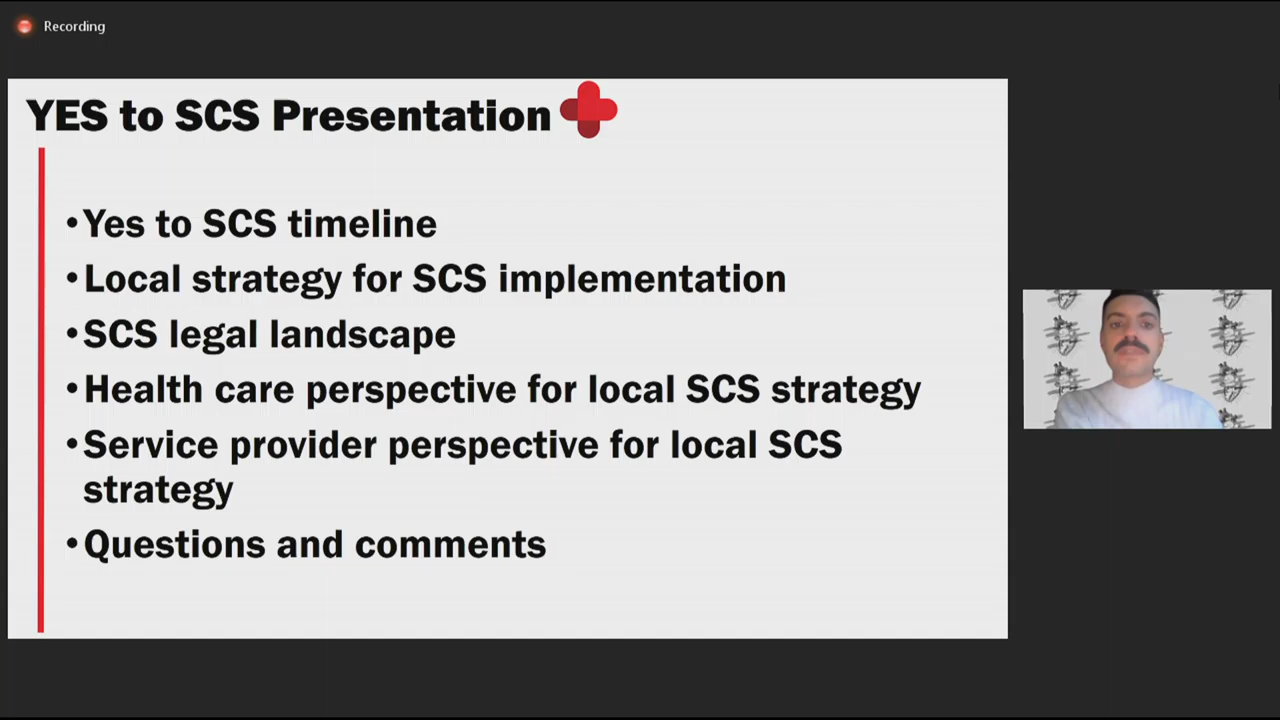 Recording
YES to SCS Presentation
•Yes to SCS timeline
•Local strategy for SCS implementation
•SCS legal landscape
•Health care perspective for local SCS strategy
•Service provider perspective for local SCS
strategy
•Questions and comments